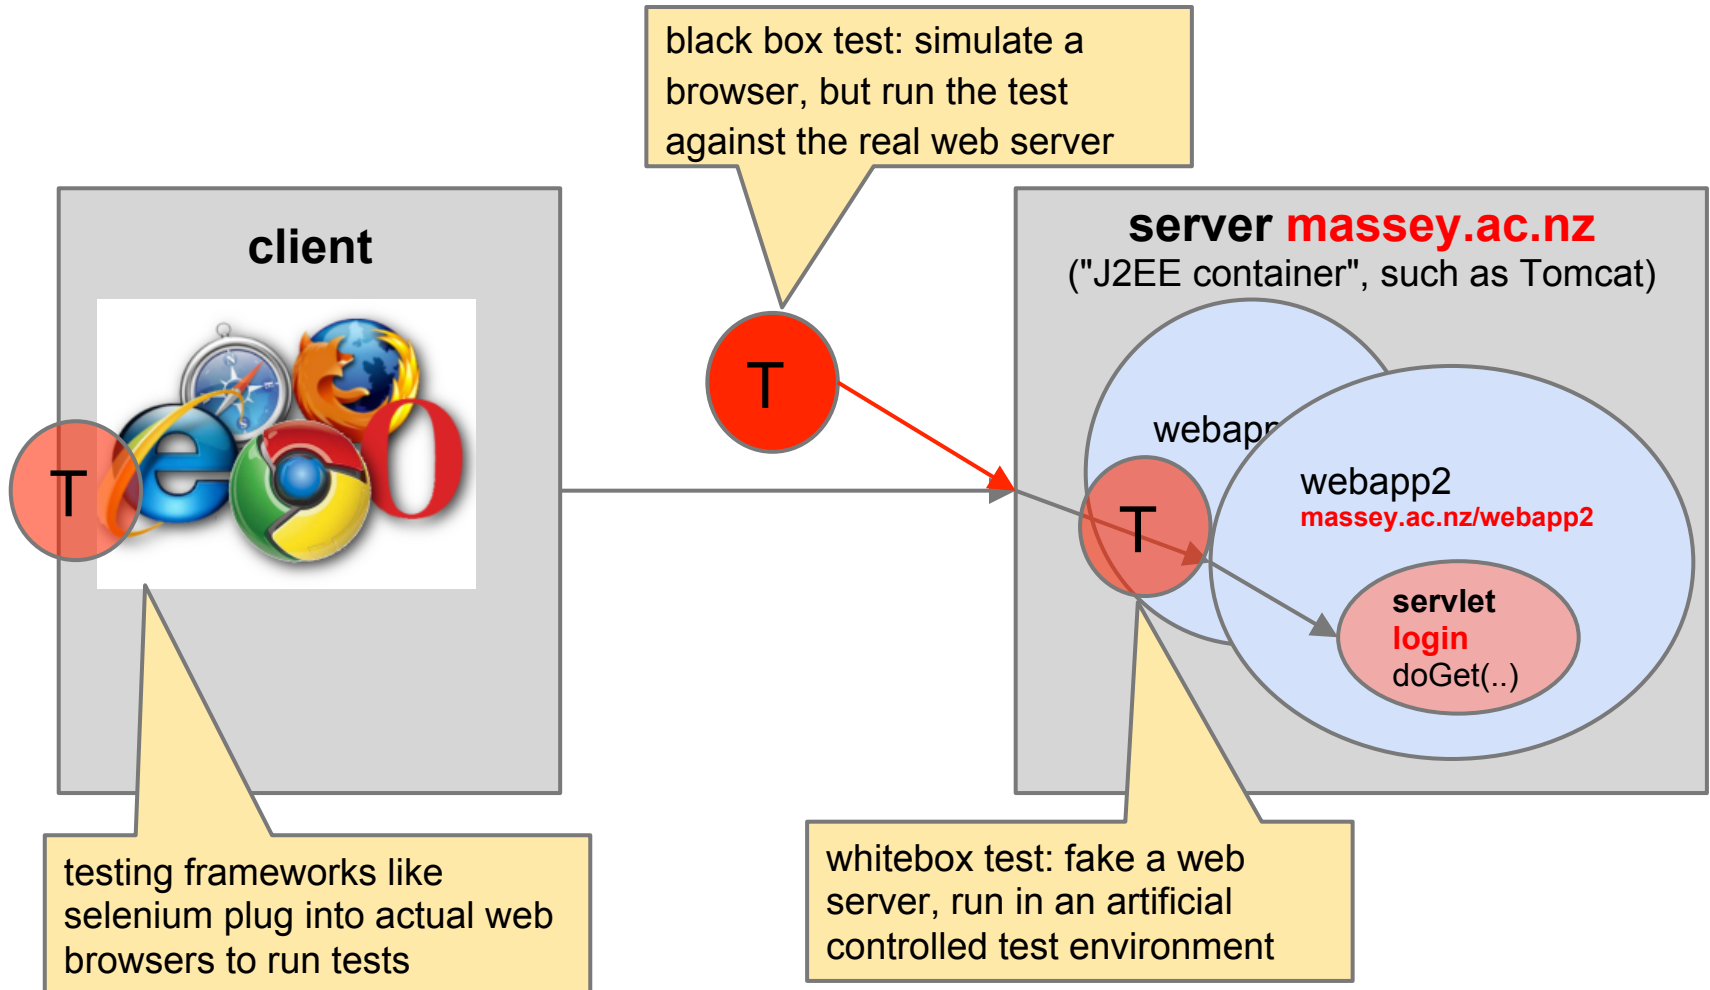 black box test: simulate a
browser, but run the test
against the real web server
client
server massey.ac.nz
("J2EE container", such as Tomcat)
T
T
webapp
T
webapp2
massey.ac.nz/webapp2
servlet
login
doGet(..)
testing frameworks like
selenium plug into actual web
browsers to run tests
whitebox test: fake a web
server, run in an artificial
controlled test environment